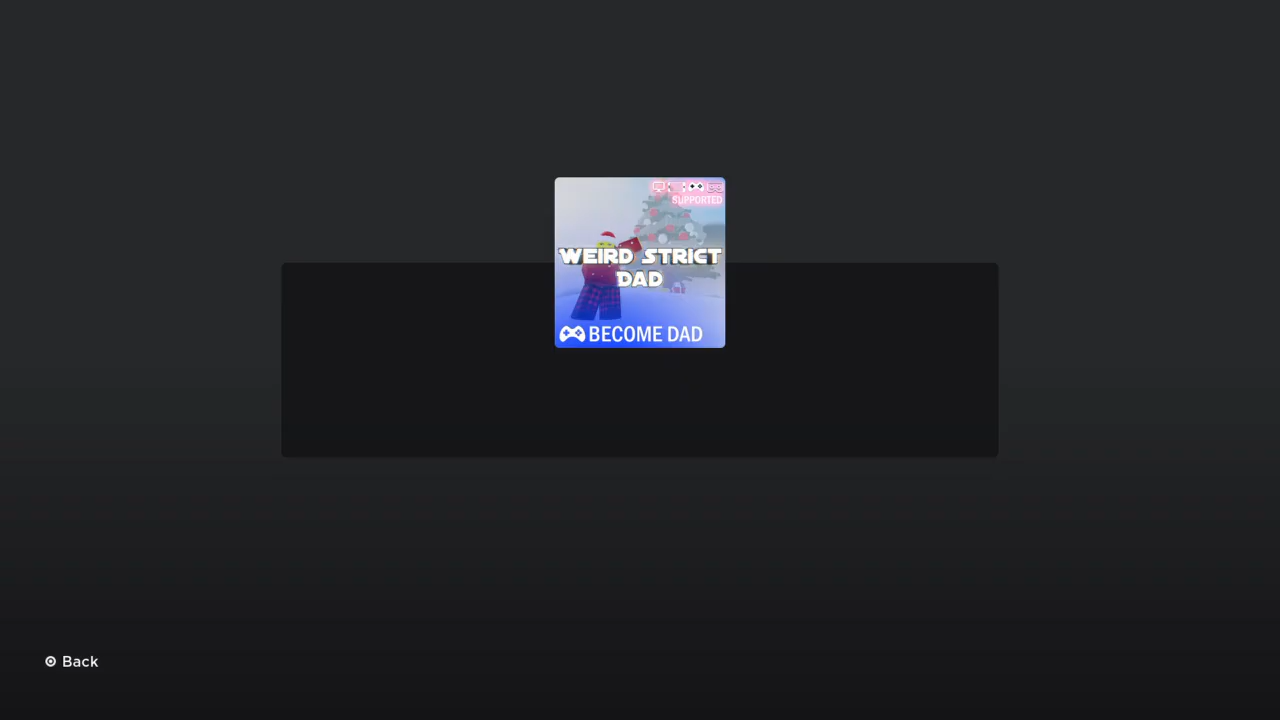 SUPPORTED
WEIRD STRICT
DAD
BECOME DAD
Back